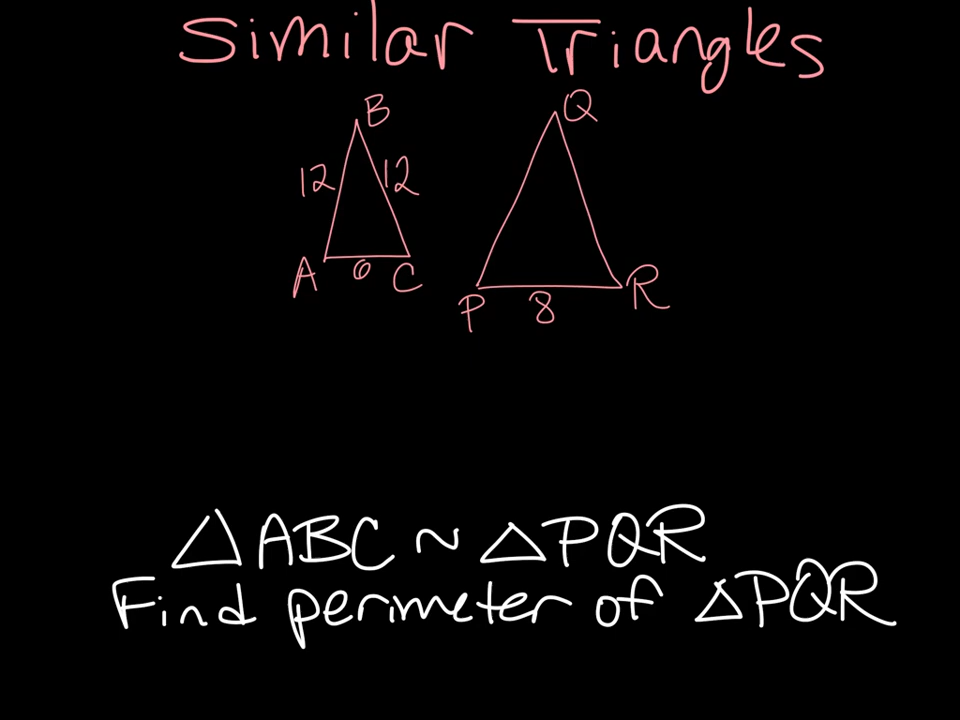 Similar Triangles
B Q
12 12
A 6 C P 8 R
△ABC ~ △PQR
Find perimeter of △PQR